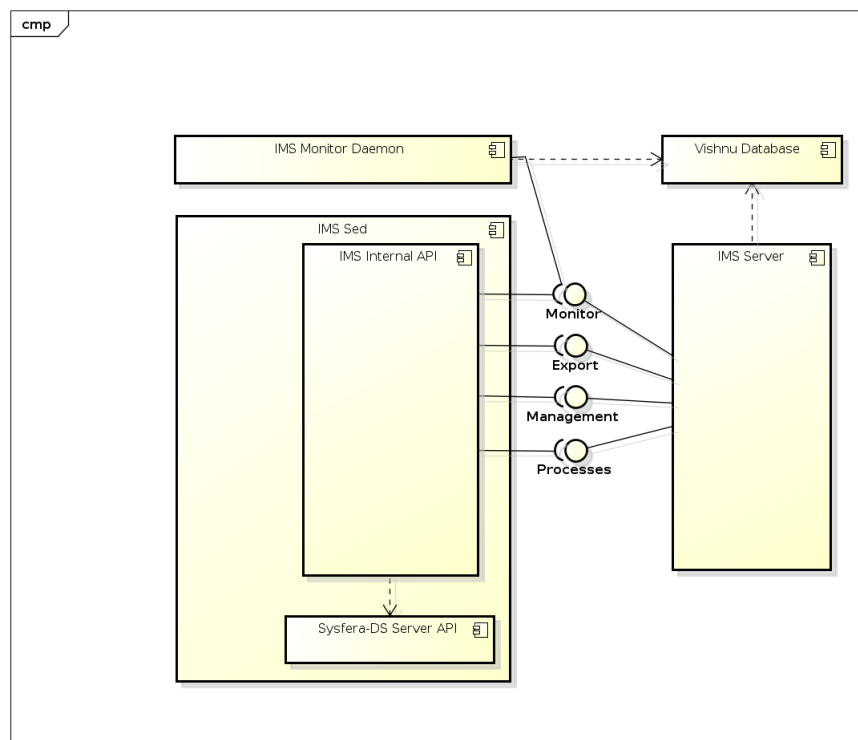 cmp
IMS Monitor Daemon
Vishnu Database
IMS Sed
IMS Internal API
IMS Server
Monitor
Export
Management
Processes
Sysfera-DS Server API